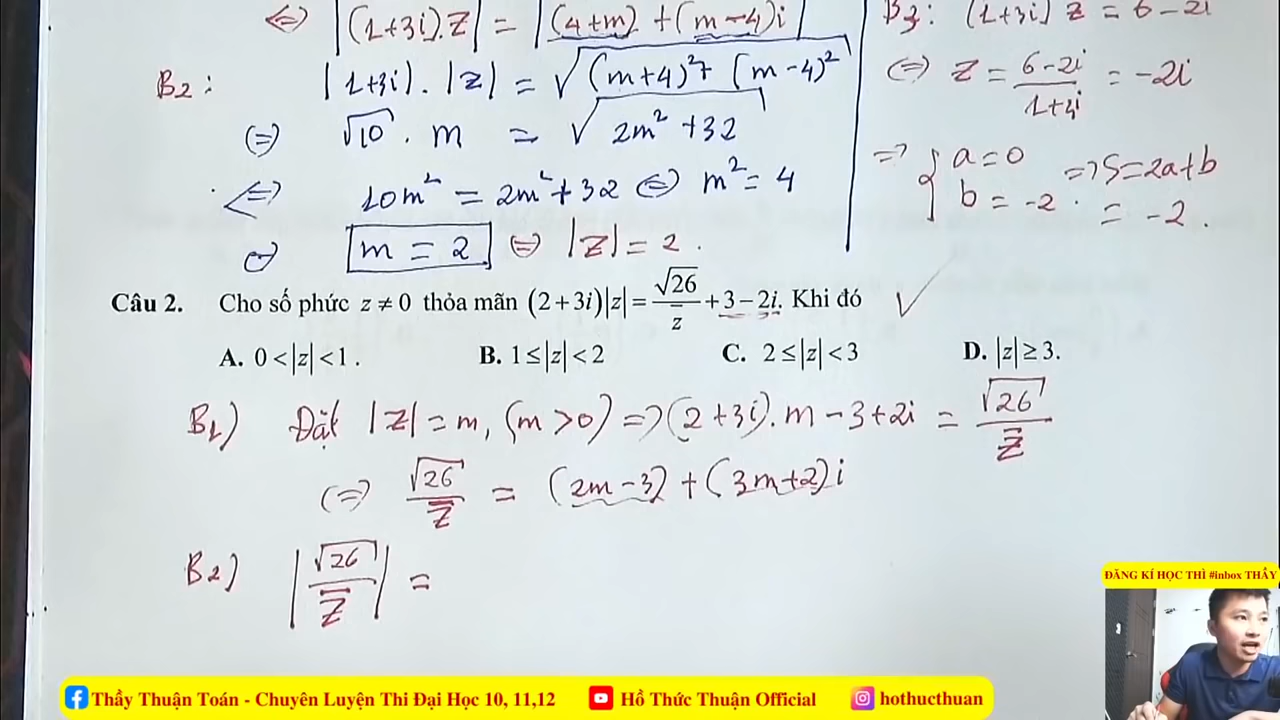 ⇔ |(1+3i).z| = |(4+m) + (m-4)i|
B2: |1+3i|.|z| = √((m+4)² + (m-4)²)
⇔ √10 . m = √(2m² + 32)
⇔ 10m² = 2m² + 32 ⇔ m² = 4
m = 2 ⇔ |z| = 2.
B3: (1+3i) z = 6-2i
⇔ z = (6-2i)/(1+3i) = -2i
⇒ { a = 0
b = -2 . ⇒ S = 2a+b
= -2.
Câu 2. Cho số phức z ≠ 0 thỏa mãn (2+3i)|z| = √26/z̄ + 3 - 2i. Khi đó
A. 0 < |z| < 1. B. 1 ≤ |z| < 2 C. 2 ≤ |z| < 3 D. |z| ≥ 3.
B1) Đặt |z| = m, (m > 0) ⇒ (2+3i).m - 3 + 2i = √26/z̄
⇔ √26/z̄ = (2m-3) + (3m+2)i
B2) |√26/z̄| =
ĐĂNG KÍ HỌC THÌ #inbox THẦY
Thầy Thuận Toán - Chuyên Luyện Thi Đại Học 10, 11,12 Hồ Thức Thuận Official hothucthuan